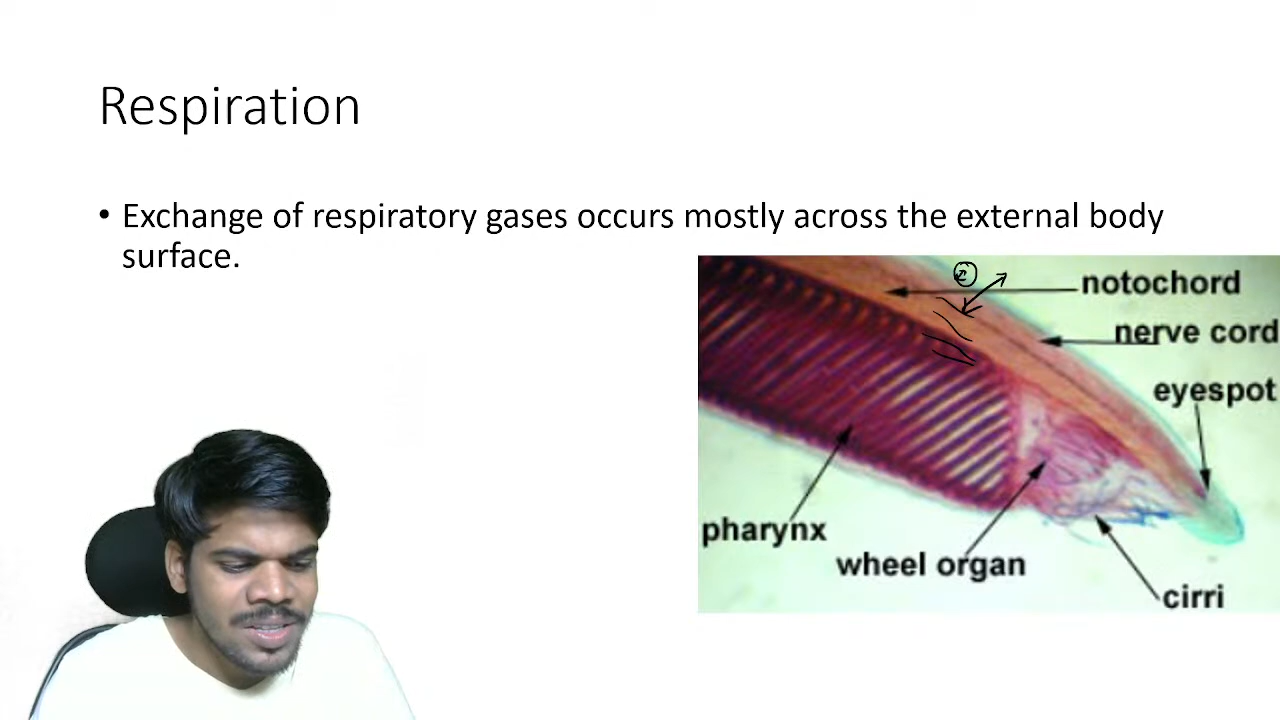 Respiration
• Exchange of respiratory gases occurs mostly across the external body
surface.
notochord
nerve cord
eyespot
pharynx
wheel organ
cirri